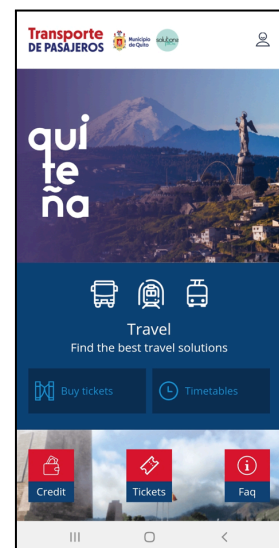 Transporte
DE PASAJEROS
Municipio
de Quito
solutions
qui
te
ña
Travel
Find the best travel solutions
Buy tickets
Timetables
Credit
Tickets
Faq